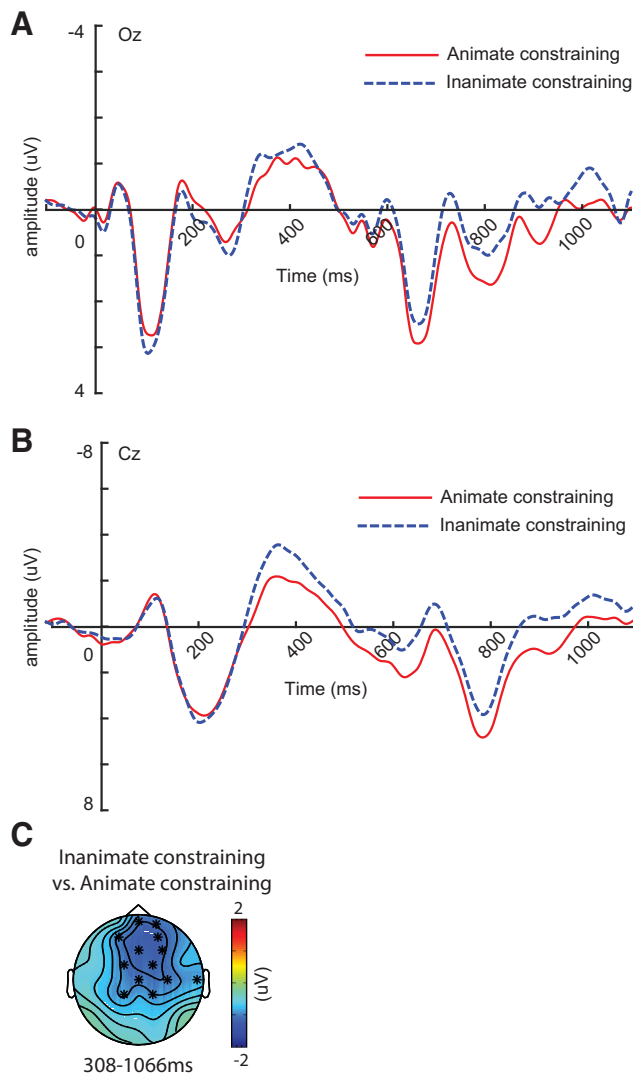 A
-4
Oz
Animate constraining
Inanimate constraining
amplitude (uV)
0
200
400
600
800
1000
Time (ms)
4
B
-8
Cz
Animate constraining
Inanimate constraining
amplitude (uV)
0
200
400
600
800
1000
Time (ms)
8
C
Inanimate constraining
vs. Animate constraining
2
(uV)
-2
308-1066ms